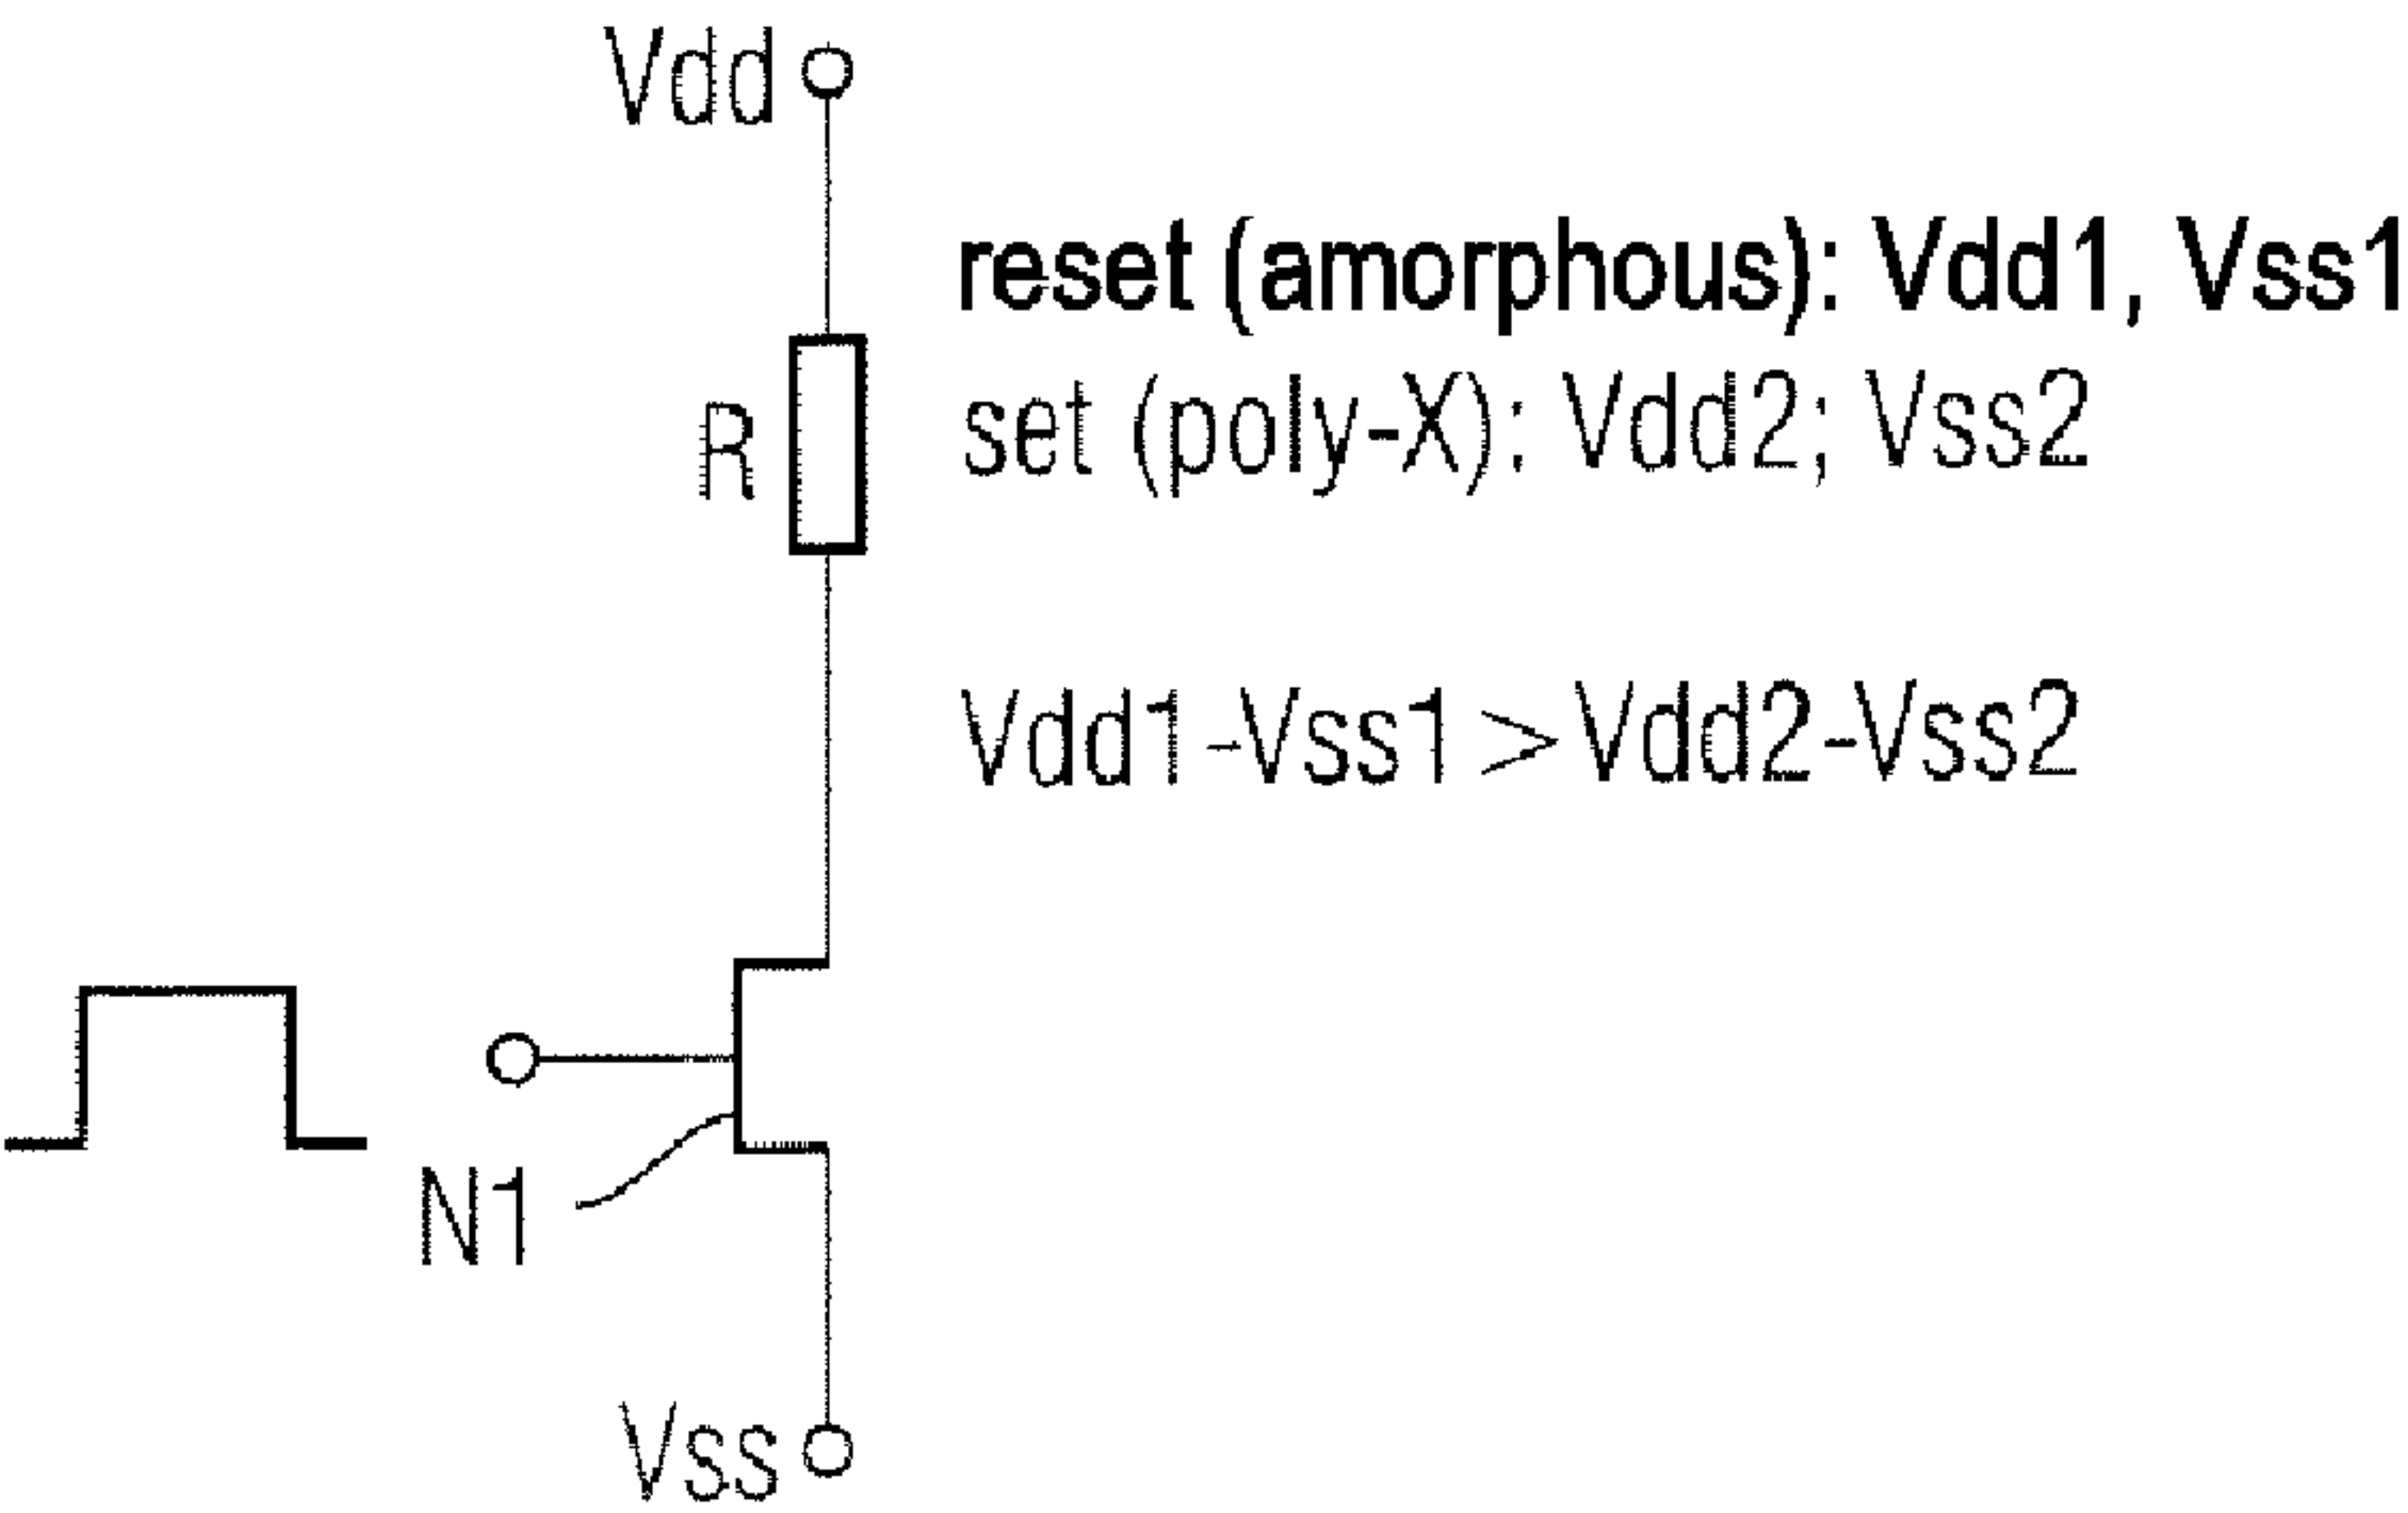 Vdd
reset (amorphous): Vdd1, Vss1
set (poly-X): Vdd2; Vss2
R
Vdd1-Vss1>Vdd2-Vss2
N1
Vss